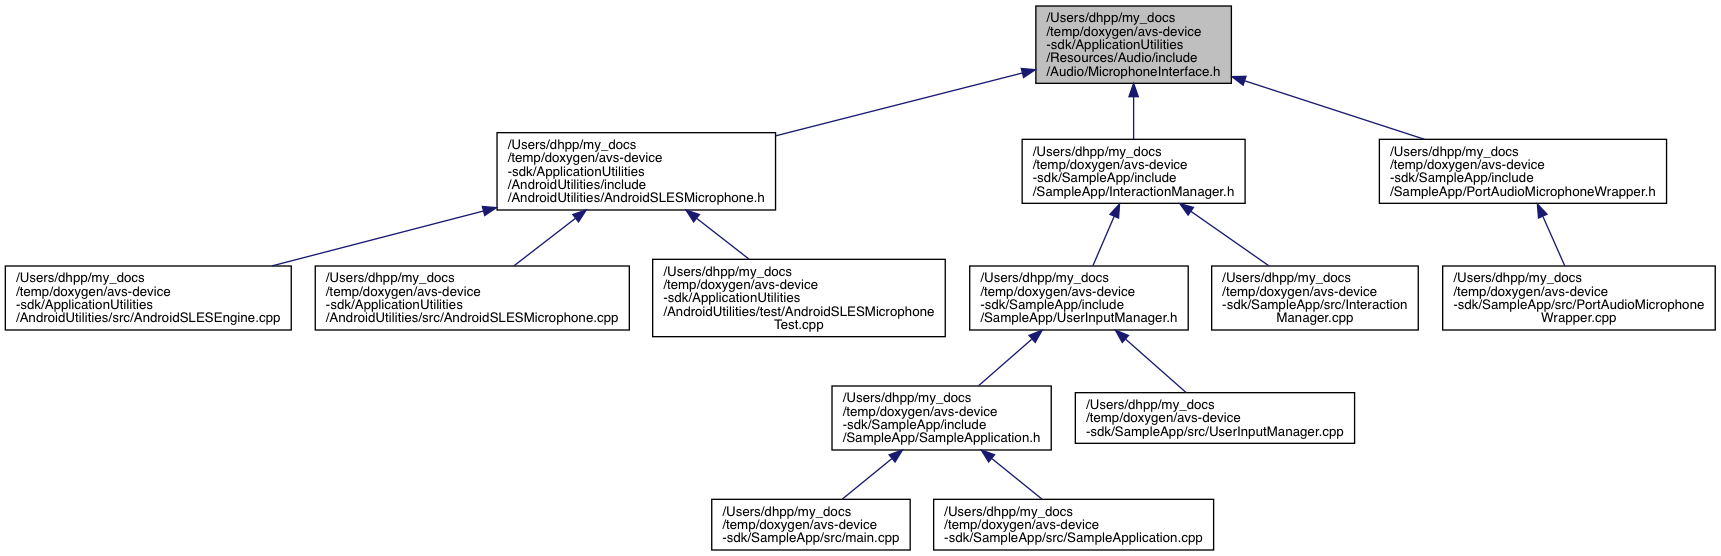 /Users/dhpp/my_docs
/temp/doxygen/avs-device
-sdk/ApplicationUtilities
/Resources/Audio/include
/Audio/MicrophoneInterface.h
/Users/dhpp/my_docs
/temp/doxygen/avs-device
-sdk/ApplicationUtilities
/AndroidUtilities/include
/AndroidUtilities/AndroidSLESMicrophone.h
/Users/dhpp/my_docs
/temp/doxygen/avs-device
-sdk/SampleApp/include
/SampleApp/InteractionManager.h
/Users/dhpp/my_docs
/temp/doxygen/avs-device
-sdk/SampleApp/include
/SampleApp/PortAudioMicrophoneWrapper.h
/Users/dhpp/my_docs
/temp/doxygen/avs-device
-sdk/ApplicationUtilities
/AndroidUtilities/src/AndroidSLESEngine.cpp
/Users/dhpp/my_docs
/temp/doxygen/avs-device
-sdk/ApplicationUtilities
/AndroidUtilities/src/AndroidSLESMicrophone.cpp
/Users/dhpp/my_docs
/temp/doxygen/avs-device
-sdk/ApplicationUtilities
/AndroidUtilities/test/AndroidSLESMicrophone
Test.cpp
/Users/dhpp/my_docs
/temp/doxygen/avs-device
-sdk/SampleApp/include
/SampleApp/UserInputManager.h
/Users/dhpp/my_docs
/temp/doxygen/avs-device
-sdk/SampleApp/src/Interaction
Manager.cpp
/Users/dhpp/my_docs
/temp/doxygen/avs-device
-sdk/SampleApp/src/PortAudioMicrophone
Wrapper.cpp
/Users/dhpp/my_docs
/temp/doxygen/avs-device
-sdk/SampleApp/include
/SampleApp/SampleApplication.h
/Users/dhpp/my_docs
/temp/doxygen/avs-device
-sdk/SampleApp/src/UserInputManager.cpp
/Users/dhpp/my_docs
/temp/doxygen/avs-device
-sdk/SampleApp/src/main.cpp
/Users/dhpp/my_docs
/temp/doxygen/avs-device
-sdk/SampleApp/src/SampleApplication.cpp